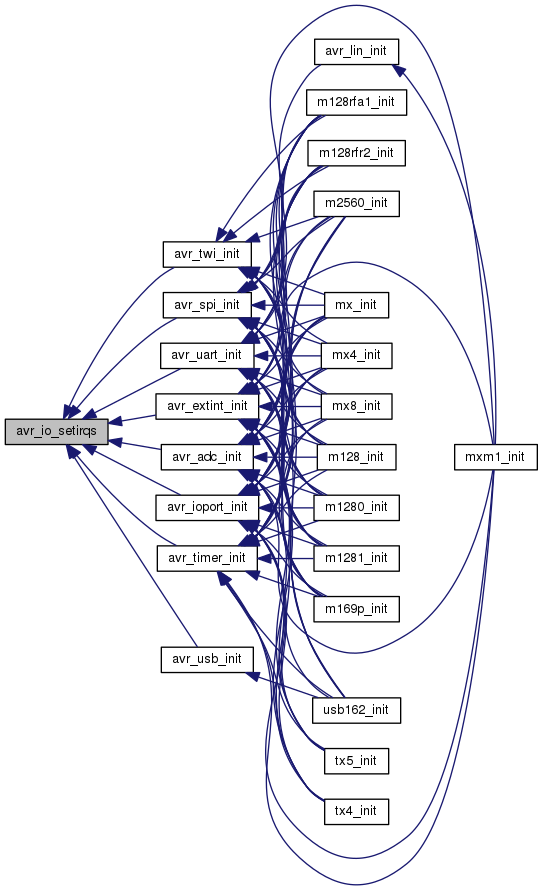 avr_io_setirqs
avr_twi_init
avr_spi_init
avr_uart_init
avr_extint_init
avr_adc_init
avr_ioport_init
avr_timer_init
avr_usb_init
avr_lin_init
m128rfa1_init
m128rfr2_init
m2560_init
mx_init
mx4_init
mx8_init
m128_init
m1280_init
m1281_init
m169p_init
usb162_init
tx5_init
tx4_init
mxm1_init